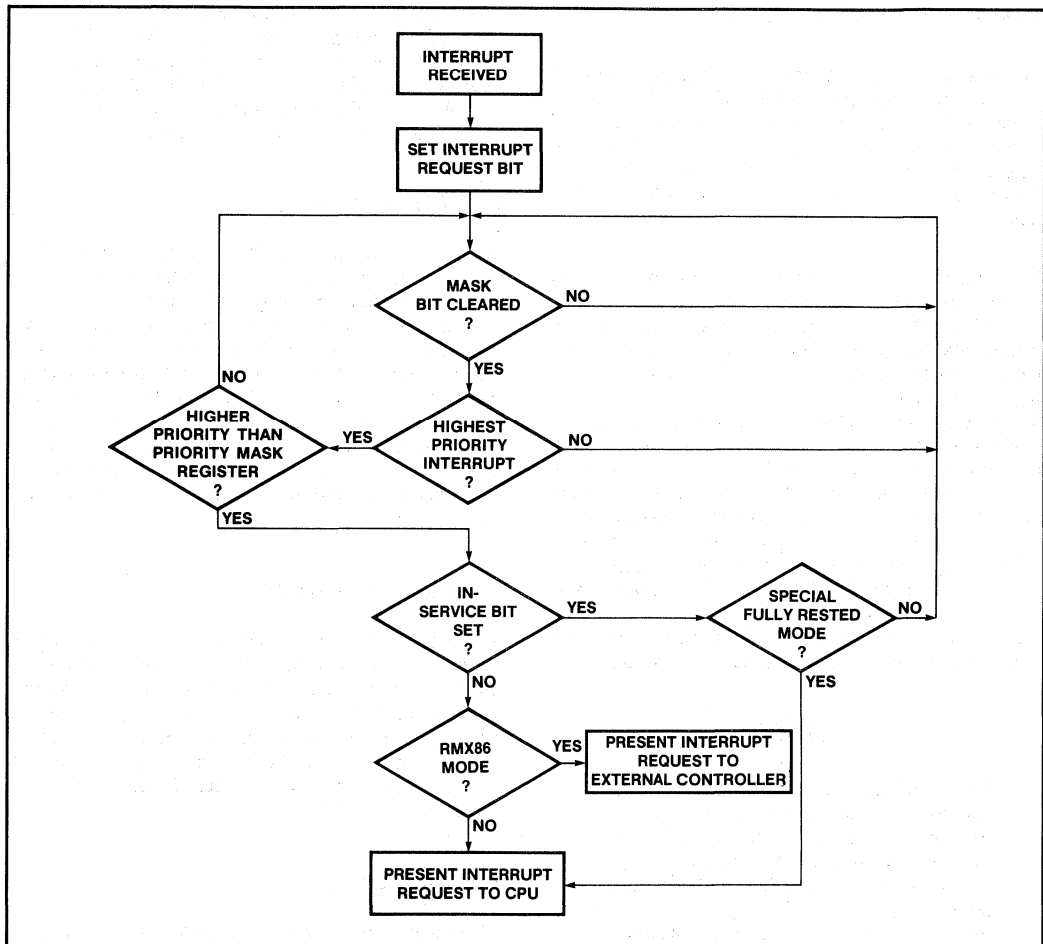 INTERRUPT
RECEIVED
SET INTERRUPT
REQUEST BIT
MASK
BIT CLEARED
?
NO
YES
NO
HIGHER
PRIORITY THAN
PRIORITY MASK
REGISTER
?
YES
HIGHEST
PRIORITY
INTERRUPT
?
NO
YES
IN-
SERVICE BIT
SET
?
YES
SPECIAL
FULLY RESTED
MODE
?
NO
YES
NO
RMX86
MODE
?
YES
PRESENT INTERRUPT
REQUEST TO
EXTERNAL CONTROLLER
NO
PRESENT INTERRUPT
REQUEST TO CPU